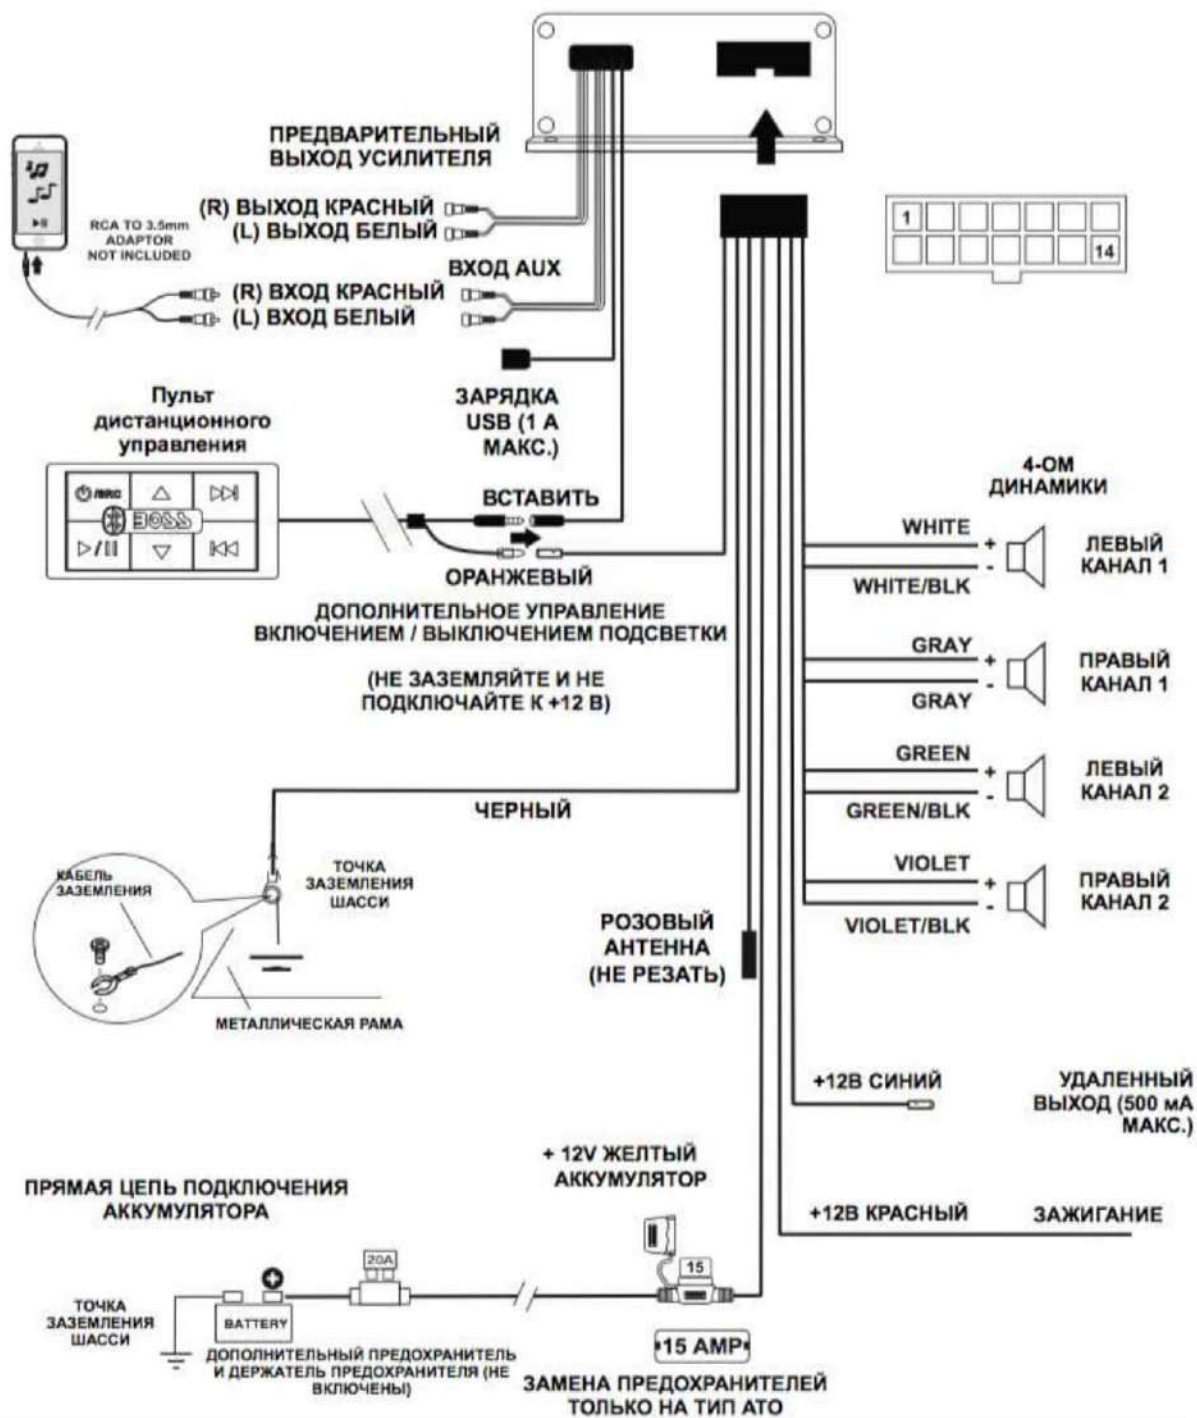 ПРЕДВАРИТЕЛЬНЫЙ
ВЫХОД УСИЛИТЕЛЯ
(R) ВЫХОД КРАСНЫЙ
(L) ВЫХОД БЕЛЫЙ
RCA TO 3.5mm
ADAPTOR
NOT INCLUDED
ВХОД AUX
(R) ВХОД КРАСНЫЙ
(L) ВХОД БЕЛЫЙ
1
14
ЗАРЯДКА
USB (1 А
МАКС.)
Пульт
дистанционного
управления
BOSS
ВСТАВИТЬ
ОРАНЖЕВЫЙ
ДОПОЛНИТЕЛЬНОЕ УПРАВЛЕНИЕ
ВКЛЮЧЕНИЕМ / ВЫКЛЮЧЕНИЕМ ПОДСВЕТКИ
(НЕ ЗАЗЕМЛЯЙТЕ И НЕ
ПОДКЛЮЧАЙТЕ К +12 В)
4-ОМ
ДИНАМИКИ
WHITE
+
-
WHITE/BLK
ЛЕВЫЙ
КАНАЛ 1
GRAY
+
-
GRAY
ПРАВЫЙ
КАНАЛ 1
GREEN
+
-
GREEN/BLK
ЛЕВЫЙ
КАНАЛ 2
VIOLET
+
-
VIOLET/BLK
ПРАВЫЙ
КАНАЛ 2
ЧЕРНЫЙ
КАБЕЛЬ
ЗАЗЕМЛЕНИЯ
ТОЧКА
ЗАЗЕМЛЕНИЯ
ШАССИ
МЕТАЛЛИЧЕСКАЯ РАМА
РОЗОВЫЙ
АНТЕННА
(НЕ РЕЗАТЬ)
+12В СИНИЙ
УДАЛЕННЫЙ
ВЫХОД (500 мА
МАКС.)
+ 12V ЖЕЛТЫЙ
АККУМУЛЯТОР
+12В КРАСНЫЙ
ЗАЖИГАНИЕ
ПРЯМАЯ ЦЕПЬ ПОДКЛЮЧЕНИЯ
АККУМУЛЯТОРА
20A
15
+
BATTERY
ТОЧКА
ЗАЗЕМЛЕНИЯ
ШАССИ
ДОПОЛНИТЕЛЬНЫЙ ПРЕДОХРАНИТЕЛЬ
И ДЕРЖАТЕЛЬ ПРЕДОХРАНИТЕЛЯ (НЕ
ВКЛЮЧЕНЫ)
15 AMP
ЗАМЕНА ПРЕДОХРАНИТЕЛЕЙ
ТОЛЬКО НА ТИП АТО